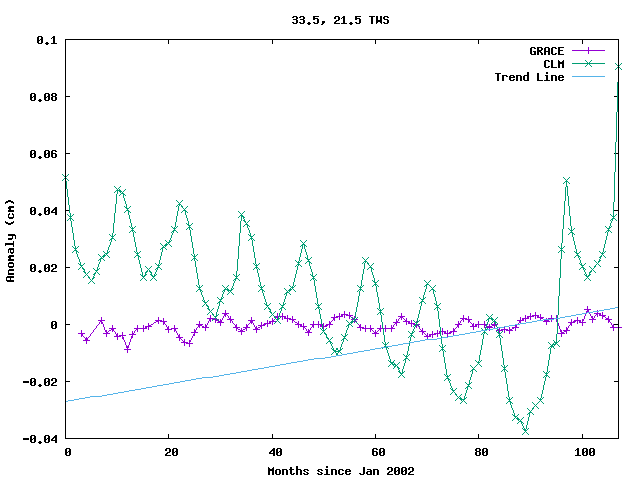 33.5, 21.5 TWS
GRACE
CLM
Trend Line
0.1
0.08
0.06
0.04
0.02
0
-0.02
-0.04
Anomaly (cm)
0 20 40 60 80 100
Months since Jan 2002